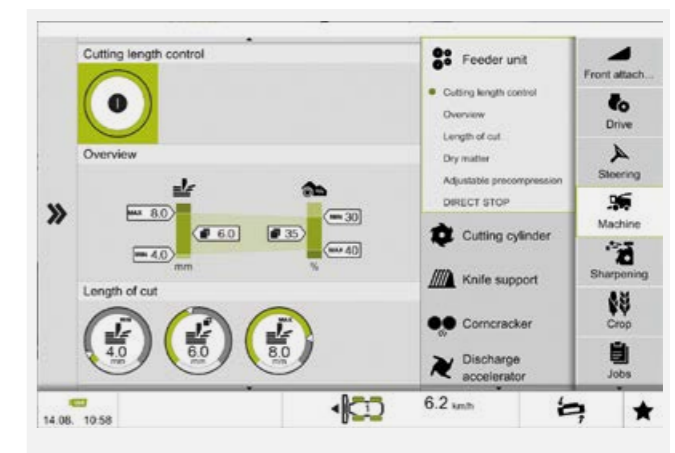 Cutting length control
Overview
MAX 8.0
6.0
MIN 4.0
mm
MIN 30
35
MAX 40
%
Length of cut
MIN
4.0
mm
6.0
mm
MAX
8.0
mm
Feeder unit
Cutting length control
Overview
Length of cut
Dry matter
Adjustable precompression
DIRECT STOP
Cutting cylinder
Knife support
Corncracker
Discharge
accelerator
Front attach...
Drive
Steering
Machine
Sharpening
Crop
Jobs
14.08. 10:58
1
6.2 km/h